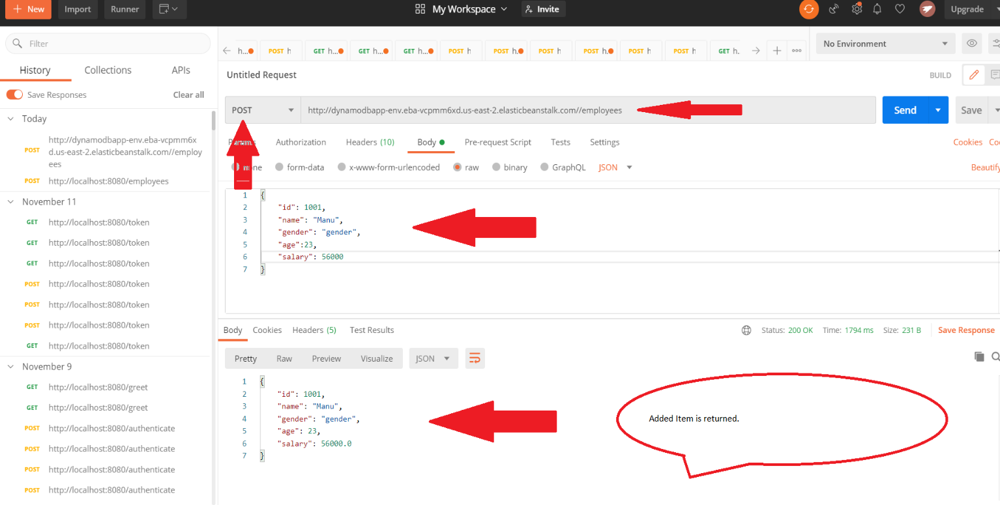 New
Import
Runner
My Workspace
Invite
Upgrade
Filter
History
Collections
APIs
Save Responses
Clear all
Today
POST http://dynamodbapp-env.eba-vcpmm6x
d.us-east-2.elasticbeanstalk.com//employ
ees
POST http://localhost:8080/employees
November 11
GET http://localhost:8080/token
GET http://localhost:8080/token
GET http://localhost:8080/token
POST http://localhost:8080/token
POST http://localhost:8080/token
POST http://localhost:8080/token
GET http://localhost:8080/token
November 9
GET http://localhost:8080/greet
GET http://localhost:8080/greet
POST http://localhost:8080/authenticate
POST http://localhost:8080/authenticate
POST http://localhost:8080/authenticate
POST http://localhost:8080/authenticate
h... POST h GET h... GET h... GET h... POST h POST h. POST h POST h. POST h POST h GET h.
No Environment
Untitled Request
BUILD
POST http://dynamodbapp-env.eba-vcpmm6xd.us-east-2.elasticbeanstalk.com//employees
Send
Save
Authorization Headers (10) Body Pre-request Script Tests Settings
Cookies Co
form-data x-www-form-urlencoded raw binary GraphQL JSON
Beautify
1 {
2 "id": 1001,
3 "name": "Manu",
4 "gender": "gender",
5 "age":23,
6 "salary": 56000
7 }
Body Cookies Headers (5) Test Results
Status: 200 OK Time: 1794 ms Size: 231 B Save Response
Pretty Raw Preview Visualize JSON
1 {
2 "id": 1001,
3 "name": "Manu",
4 "gender": "gender",
5 "age": 23,
6 "salary": 56000.0
7 }
Added Item is returned.